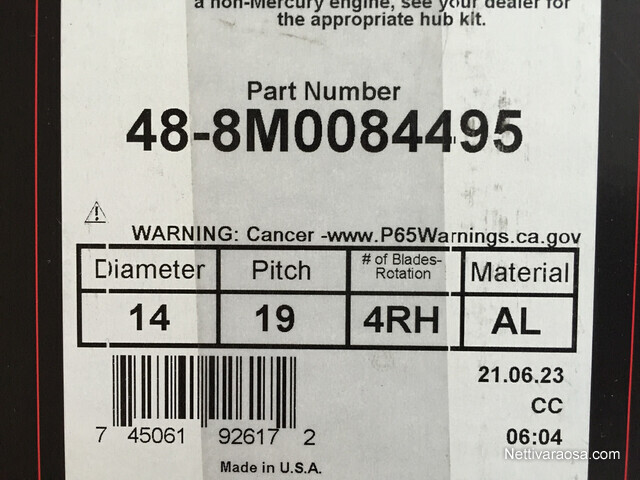 a non-Mercury engine, see your dealer for
the appropriate hub kit.
Part Number
48-8M0084495
WARNING: Cancer -www.P65Warnings.ca.gov
Diameter Pitch # of Blades- Rotation Material
14 19 4RH AL
21.06.23
CC
7 45061 92617 2
06:04
Made in U.S.A.
Nettivaraosa.com